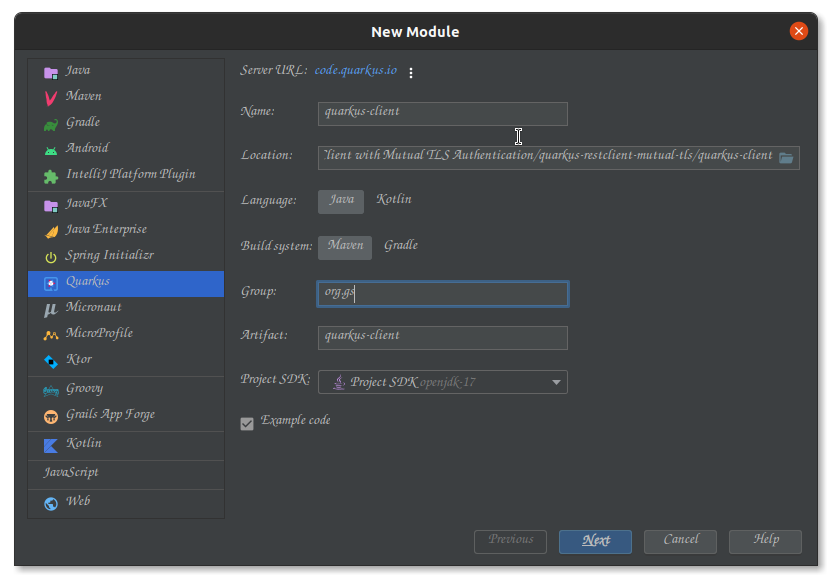 New Module
Java
Maven
Gradle
Android
IntelliJ Platform Plugin
JavaFX
Java Enterprise
Spring Initializr
Quarkus
Micronaut
MicroProfile
Ktor
Groovy
Grails App Forge
Kotlin
JavaScript
Web
Server URL: code.quarkus.io
Name: quarkus-client
Location: Client with Mutual TLS Authentication/quarkus-restclient-mutual-tls/quarkus-client
Language: Java Kotlin
Build system: Maven Gradle
Group: org.gs
Artifact: quarkus-client
Project SDK: Project SDK openjdk-17
Example code
Previous Next Cancel Help